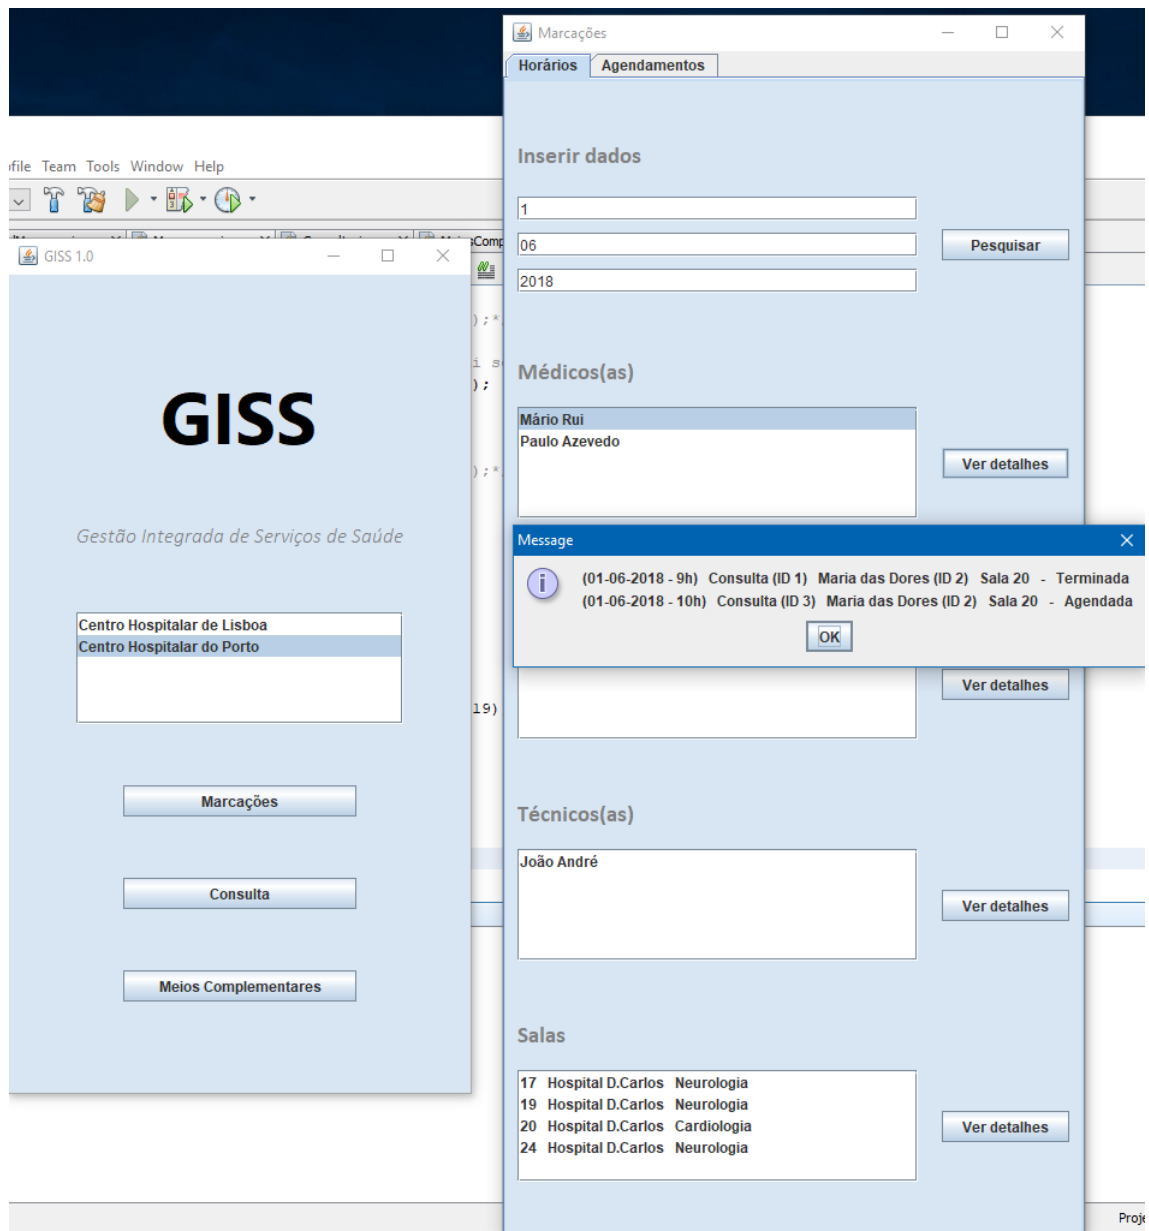 Marcações
Horários Agendamentos
Inserir dados
1
06
2018
Pesquisar
Médicos(as)
Mário Rui
Paulo Azevedo
Ver detalhes
Message
(01-06-2018 - 9h) Consulta (ID 1) Maria das Dores (ID 2) Sala 20 - Terminada
(01-06-2018 - 10h) Consulta (ID 3) Maria das Dores (ID 2) Sala 20 - Agendada
OK
Ver detalhes
Técnicos(as)
João André
Ver detalhes
Salas
17 Hospital D.Carlos Neurologia
19 Hospital D.Carlos Neurologia
20 Hospital D.Carlos Cardiologia
24 Hospital D.Carlos Neurologia
Ver detalhes
Team Tools Window Help
GISS 1.0
GISS
Gestão Integrada de Serviços de Saúde
Centro Hospitalar de Lisboa
Centro Hospitalar do Porto
Marcações
Consulta
Meios Complementares
);*
);
);*
19)